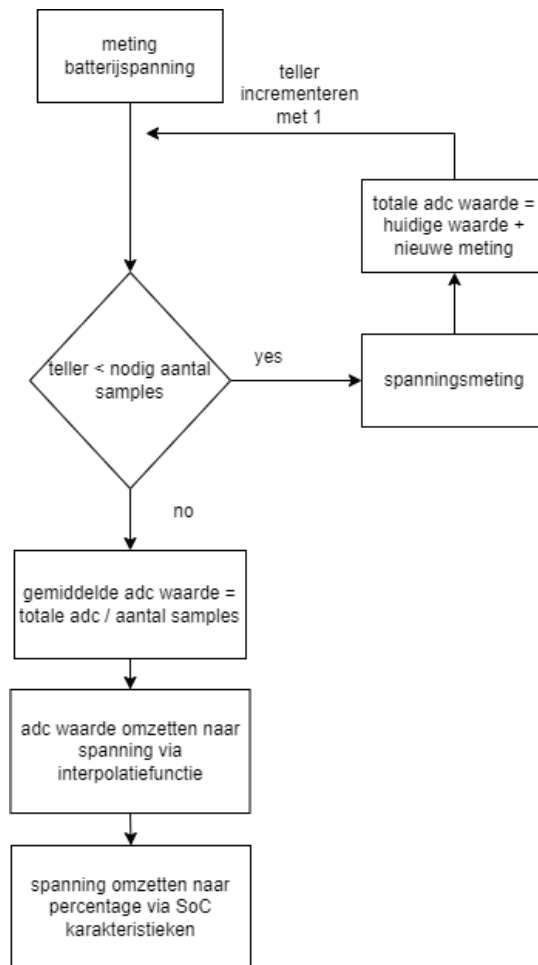 meting
batterijspanning
teller
incrementeren
met 1
totale adc waarde =
huidige waarde +
nieuwe meting
teller < nodig aantal
samples
yes
spanningsmeting
no
gemiddelde adc waarde =
totale adc / aantal samples
adc waarde omzetten naar
spanning via
interpolatiefunctie
spanning omzetten naar
percentage via SoC
karakteristieken